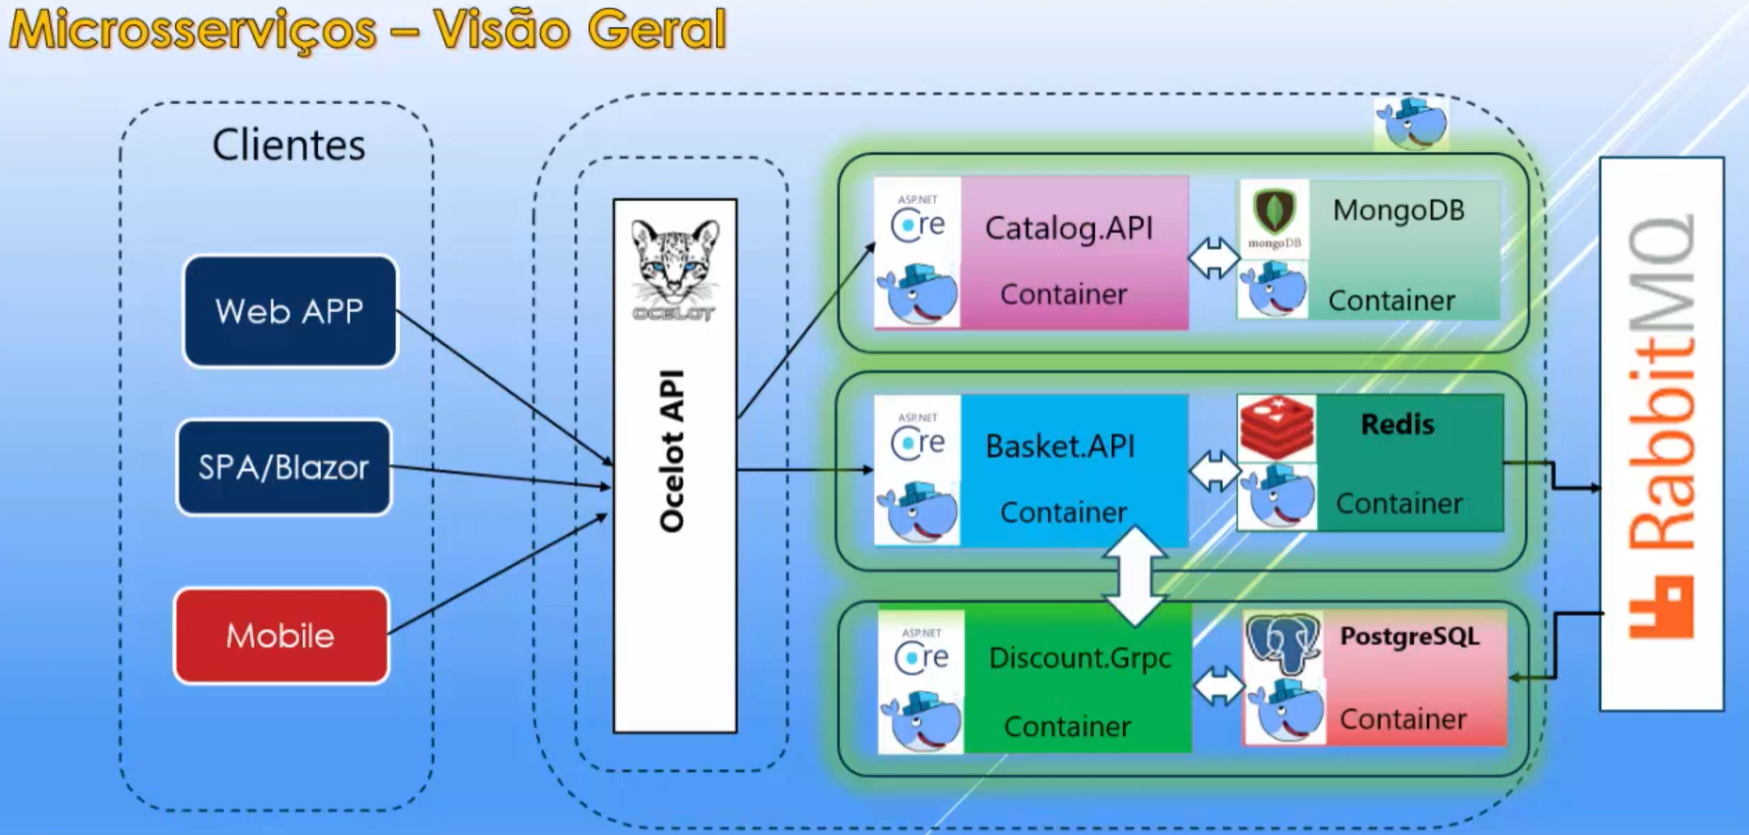 Microsserviços – Visão Geral
Clientes
Web APP
SPA/Blazor
Mobile
OCELOT
Ocelot API
ASP.NET
Core
Catalog.API
Container
mongoDB
MongoDB
Container
ASP.NET
Core
Basket.API
Container
Redis
Container
ASP.NET
Core
Discount.Grpc
Container
PostgreSQL
Container
RabbitMQ